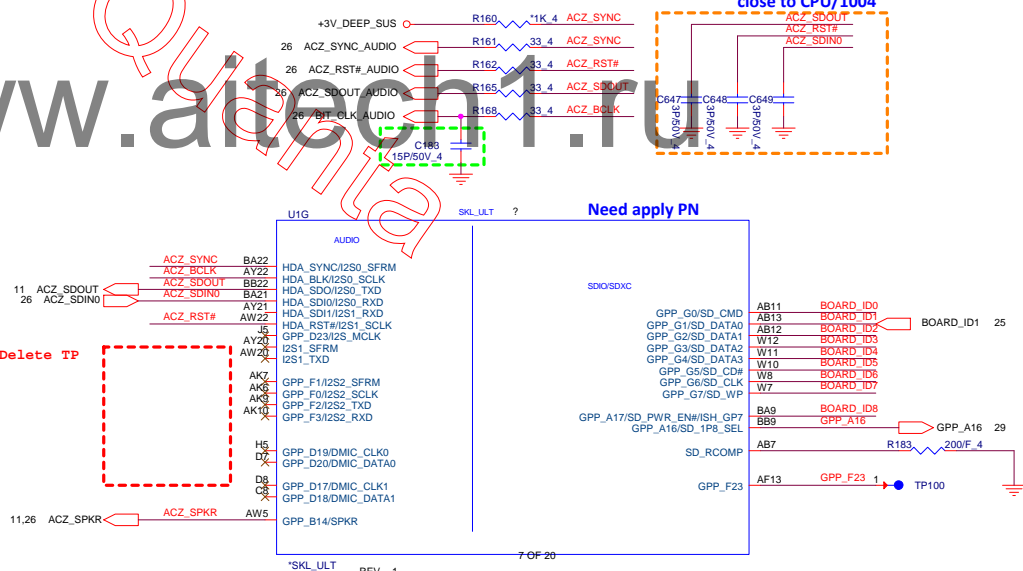 close to CPU/1004
+3V_DEEP_SUS R160 *1K_4 ACZ_SYNC
26 ACZ_SYNC_AUDIO R161 33_4 ACZ_SYNC
26 ACZ_RST#_AUDIO R162 33_4 ACZ_RST#
26 ACZ_SDOUT_AUDIO R165 33_4 ACZ_SDOUT
26 BIT_CLK_AUDIO R168 33_4 ACZ_BCLK
C183
15P/50V_4
ACZ_SDOUT
ACZ_RST#
ACZ_SDIN0
C647 C648 C649
3P/50V_4 3P/50V_4 3P/50V_4
Quanta
w.aitech1.ru
U1G SKL_ULT ? Need apply PN
AUDIO
SDIO/SDXC
ACZ_SYNC BA22 HDA_SYNC/I2S0_SFRM
ACZ_BCLK AY22 HDA_BLK/I2S0_SCLK
11 ACZ_SDOUT ACZ_SDOUT BB22 HDA_SDO/I2S0_TXD
26 ACZ_SDIN0 ACZ_SDIN0 BA21 HDA_SDI0/I2S0_RXD
AY21 HDA_SDI1/I2S1_RXD
ACZ_RST# AW22 HDA_RST#/I2S1_SCLK
J5 GPP_D23/I2S_MCLK
AY20 I2S1_SFRM
AW20 I2S1_TXD
Delete TP
AK7 GPP_F1/I2S2_SFRM
AK6 GPP_F0/I2S2_SCLK
AK9 GPP_F2/I2S2_TXD
AK10 GPP_F3/I2S2_RXD
H5 GPP_D19/DMIC_CLK0
D7 GPP_D20/DMIC_DATA0
D8 GPP_D17/DMIC_CLK1
C8 GPP_D18/DMIC_DATA1
11,26 ACZ_SPKR ACZ_SPKR AW5 GPP_B14/SPKR
GPP_G0/SD_CMD AB11 BOARD_ID0
GPP_G1/SD_DATA0 AB13 BOARD_ID1 BOARD_ID1 25
GPP_G2/SD_DATA1 AB12 BOARD_ID2
GPP_G3/SD_DATA2 W12 BOARD_ID3
GPP_G4/SD_DATA3 W11 BOARD_ID4
GPP_G5/SD_CD# W10 BOARD_ID5
GPP_G6/SD_CLK W8 BOARD_ID6
GPP_G7/SD_WP W7 BOARD_ID7
GPP_A17/SD_PWR_EN#/ISH_GP7 BA9 BOARD_ID8
GPP_A16/SD_1P8_SEL BB9 GPP_A16 GPP_A16 29
SD_RCOMP AB7 R183 200/F_4
GPP_F23 AF13 GPP_F23 1 TP100
7 OF 20
*SKL_ULT
REV = 1